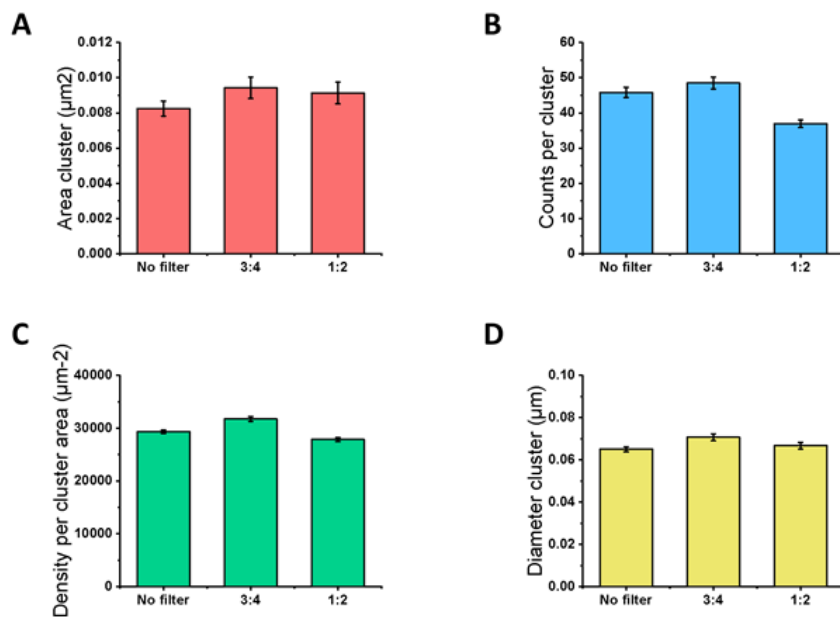 A
Area cluster (µm2)
0.012
0.010
0.008
0.006
0.004
0.002
0.000
No filter 3:4 1:2
B
Counts per cluster
60
50
40
30
20
10
0
No filter 3:4 1:2
C
Density per cluster area (µm-2)
40000
30000
20000
10000
0
No filter 3:4 1:2
D
Diameter cluster (µm)
0.10
0.08
0.06
0.04
0.02
0.00
No filter 3:4 1:2